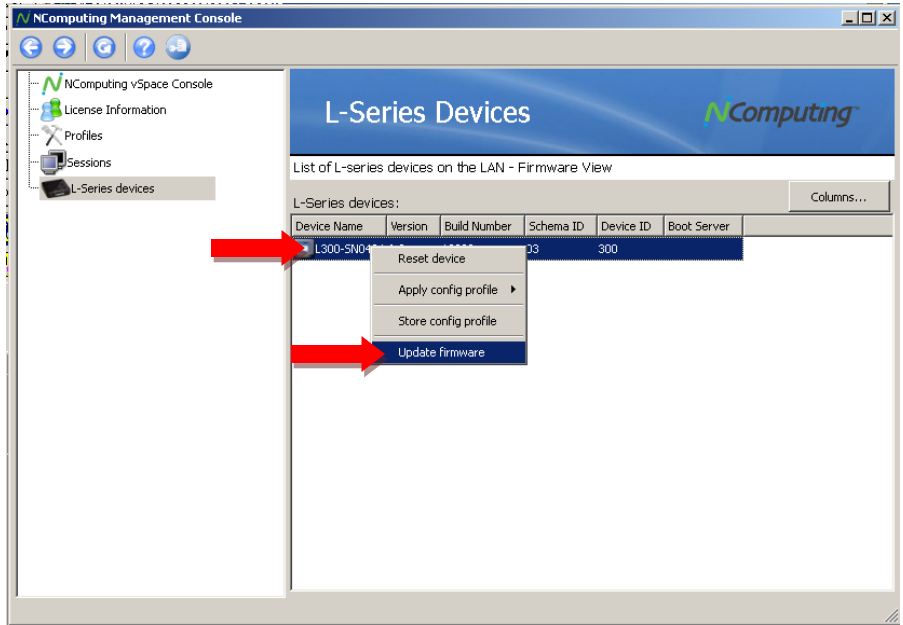 NComputing Management Console
NComputing vSpace Console
License Information
Profiles
Sessions
L-Series devices
L-Series Devices
NComputing
List of L-series devices on the LAN - Firmware View
L-Series devices:
Columns...
Device Name Version Build Number Schema ID Device ID Boot Server
03 300
Reset device
Apply config profile
Store config profile
Update firmware